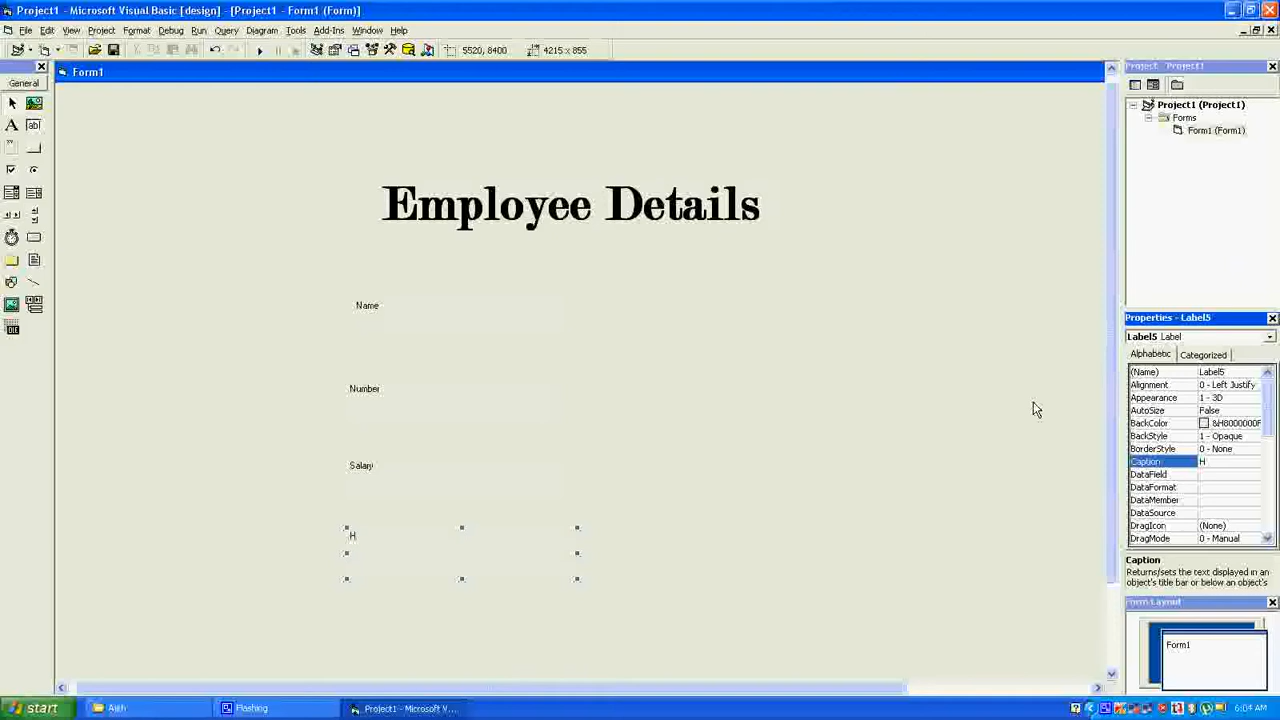 Project1 - Microsoft Visual Basic [design] - [Project1 - Form1 (Form)]
File Edit View Project Format Debug Run Query Diagram Tools Add-Ins Window Help
5520, 8400 4215 x 855
Form1
Project - Project1
General
Project1 (Project1)
Forms
Form1 (Form1)
Employee Details
Name
Number
Salary
H
Properties - Label5
Label5 Label
Alphabetic Categorized
(Name) Label5
Alignment 0 - Left Justify
Appearance 1 - 3D
AutoSize False
BackColor &H8000000F
BackStyle 1 - Opaque
BorderStyle 0 - None
Caption H
DataField
DataFormat
DataMember
DataSource
DragIcon (None)
DragMode 0 - Manual
Caption
Returns/sets the text displayed in an
object's title bar or below an object's
Form Layout
Form1
start Flashing Project1 - Microsoft V... 6:04 AM